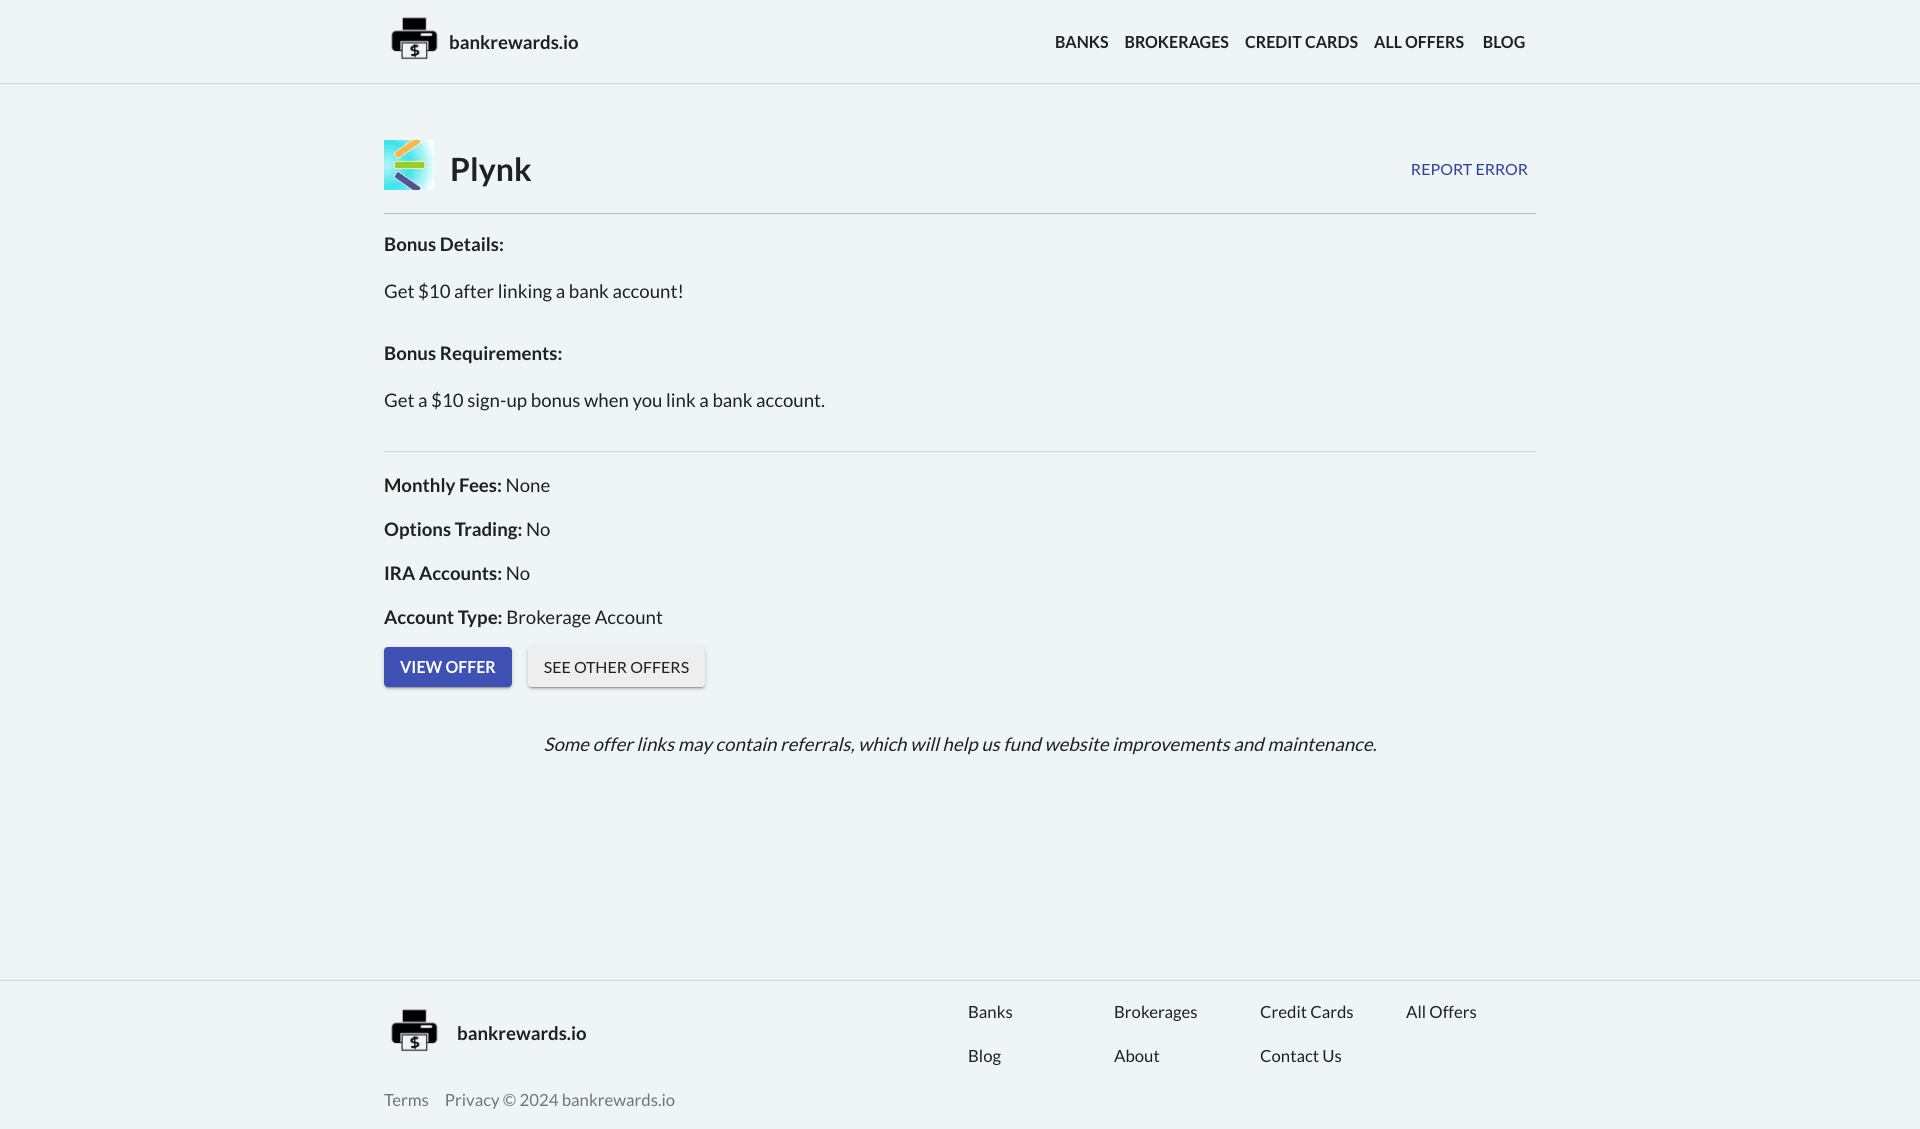 bankrewards.io
BANKS BROKERAGES CREDIT CARDS ALL OFFERS BLOG
Plynk
REPORT ERROR
Bonus Details:
Get $10 after linking a bank account!
Bonus Requirements:
Get a $10 sign-up bonus when you link a bank account.
Monthly Fees: None
Options Trading: No
IRA Accounts: No
Account Type: Brokerage Account
VIEW OFFER SEE OTHER OFFERS
Some offer links may contain referrals, which will help us fund website improvements and maintenance.
bankrewards.io
Banks Brokerages Credit Cards All Offers
Blog About Contact Us
Terms Privacy © 2024 bankrewards.io